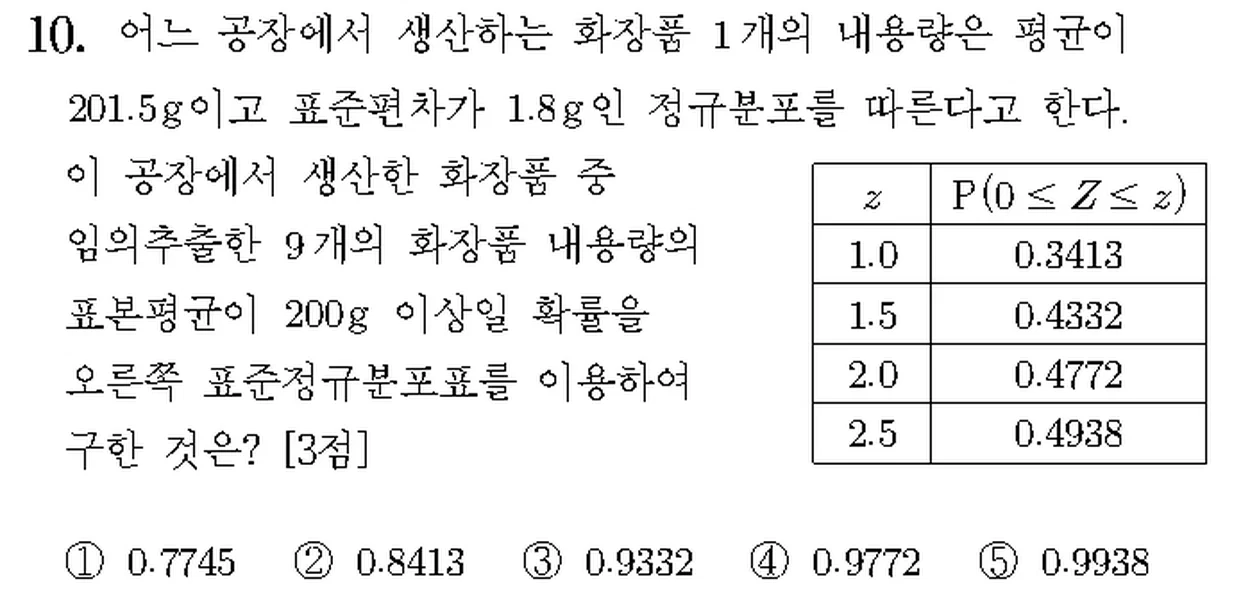 10. 어느 공장에서 생산하는 화장품 1개의 내용량은 평균이
201.5g이고 표준편차가 1.8g인 정규분포를 따른다고 한다.
이 공장에서 생산한 화장품 중
임의추출한 9개의 화장품 내용량의
표본평균이 200g 이상일 확률을
오른쪽 표준정규분포표를 이용하여
구한 것은? [3점]
z P(0≤Z≤z)
1.0 0.3413
1.5 0.4332
2.0 0.4772
2.5 0.4938
① 0.7745 ② 0.8413 ③ 0.9332 ④ 0.9772 ⑤ 0.9938